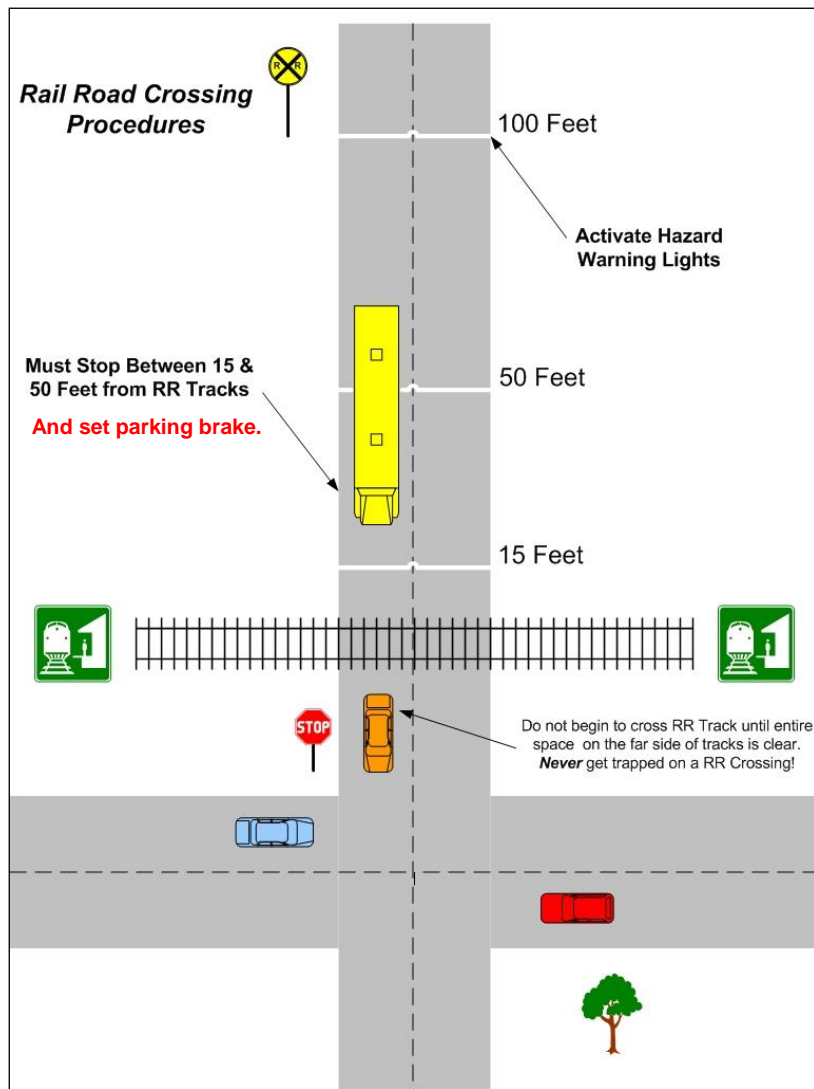 R R
Rail Road Crossing
Procedures
100 Feet
Activate Hazard
Warning Lights
Must Stop Between 15 &
50 Feet from RR Tracks
And set parking brake.
50 Feet
15 Feet
STOP
Do not begin to cross RR Track until entire
space on the far side of tracks is clear.
Never get trapped on a RR Crossing!